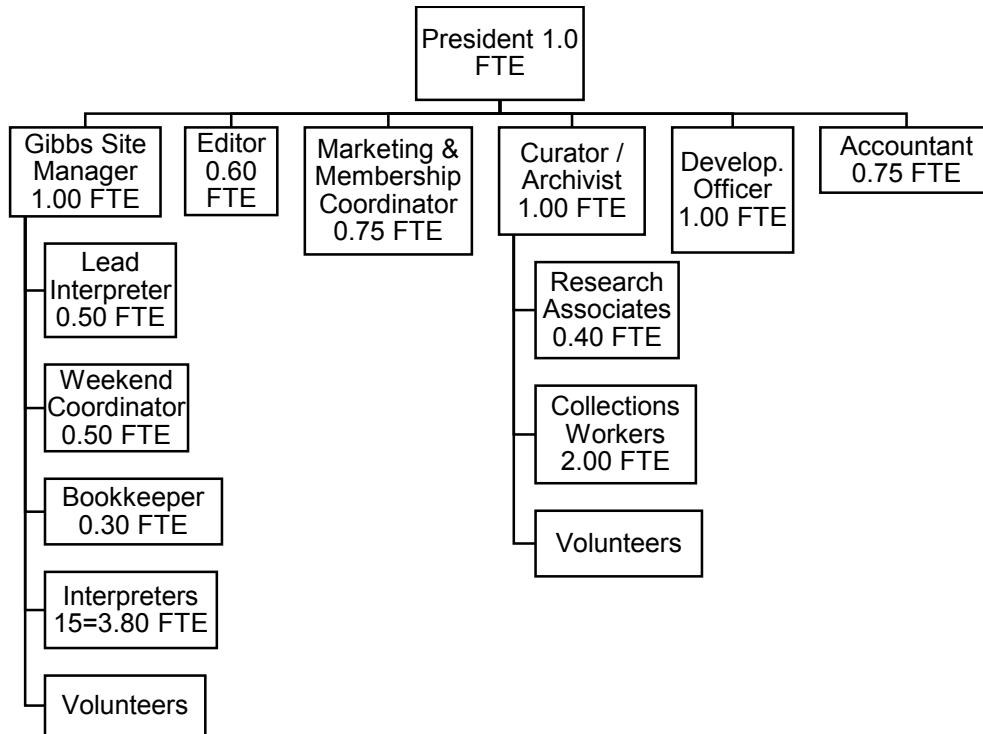 President 1.0
FTE
Gibbs Site
Manager
1.00 FTE
Editor
0.60
FTE
Marketing &
Membership
Coordinator
0.75 FTE
Curator /
Archivist
1.00 FTE
Develop.
Officer
1.00 FTE
Accountant
0.75 FTE
Lead
Interpreter
0.50 FTE
Weekend
Coordinator
0.50 FTE
Bookkeeper
0.30 FTE
Interpreters
15=3.80 FTE
Volunteers
Research
Associates
0.40 FTE
Collections
Workers
2.00 FTE
Volunteers